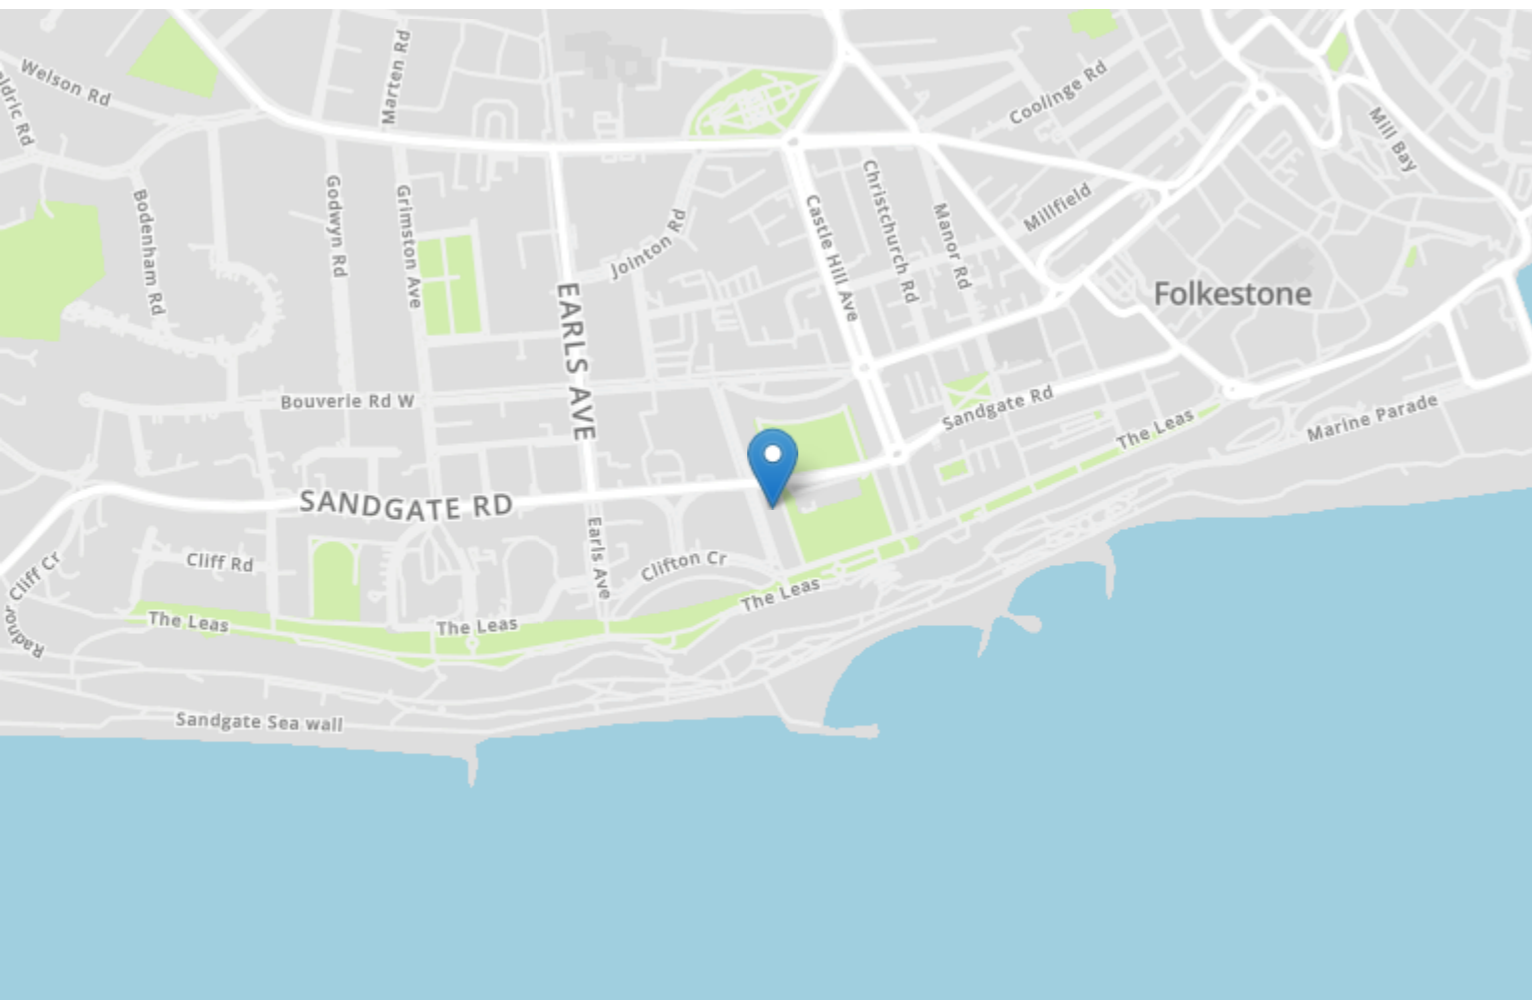 Welson Rd
Marten Rd
Coolinge Rd
Mill Bay
Bodenham Rd
Godwyn Rd
Grimston Ave
Jointon Rd
Castle Hill Ave
Christchurch Rd
Manor Rd
Millfield
Folkestone
EARLS AVE
Bouverie Rd W
Sandgate Rd
The Leas
Marine Parade
SANDGATE RD
Cliff Cr
Cliff Rd
Earls Ave
Clifton Cr
The Leas
Radnor
The Leas
The Leas
Sandgate Sea wall